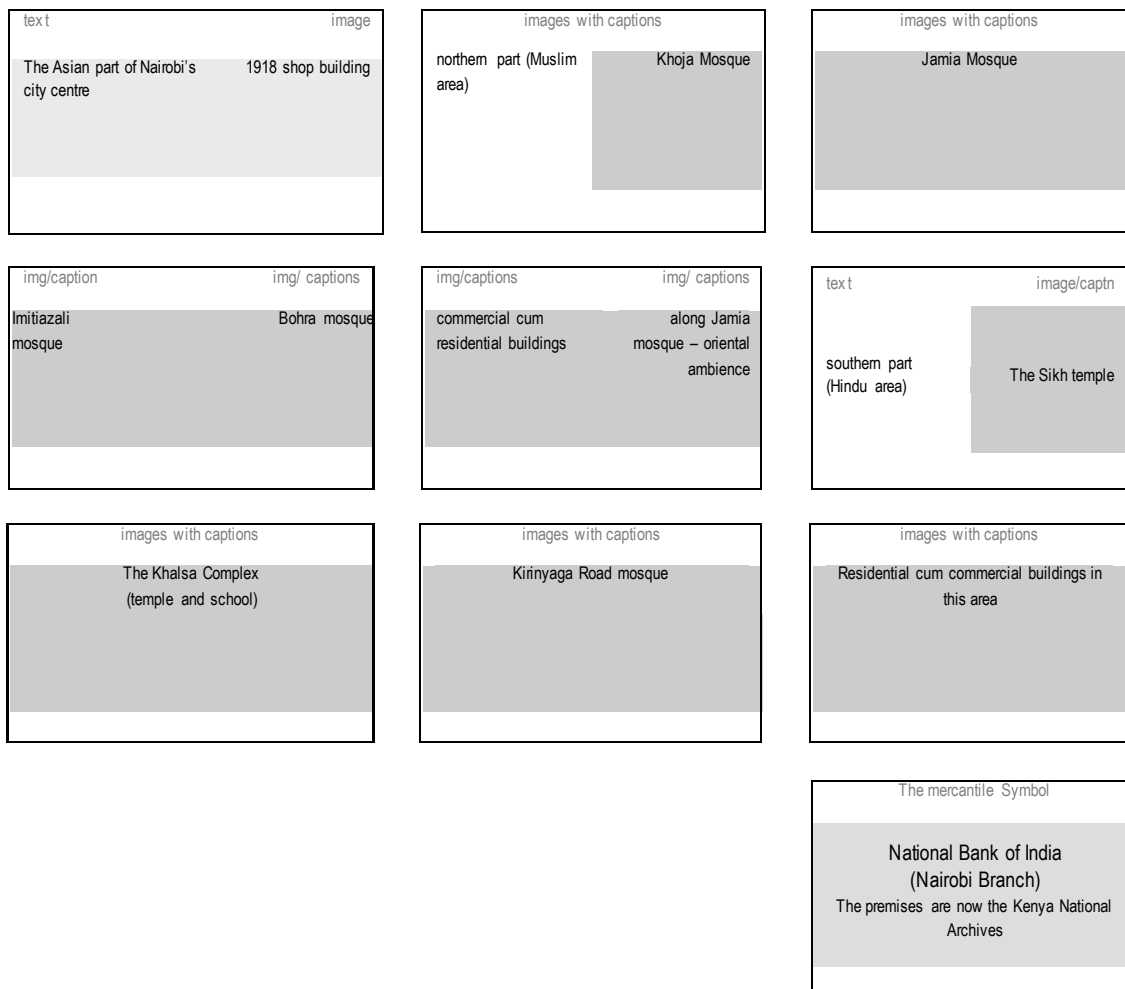 text image
The Asian part of Nairobi's 1918 shop building
city centre
images with captions
northern part (Muslim Khoja Mosque
area)
images with captions
Jamia Mosque
img/caption img/ captions
Imitiazali Bohra mosque
mosque
img/captions img/ captions
commercial cum along Jamia
residential buildings mosque – oriental
ambience
text image/captn
southern part
(Hindu area) The Sikh temple
images with captions
The Khalsa Complex
(temple and school)
images with captions
Kirinyaga Road mosque
images with captions
Residential cum commercial buildings in
this area
The mercantile Symbol
National Bank of India
(Nairobi Branch)
The premises are now the Kenya National
Archives